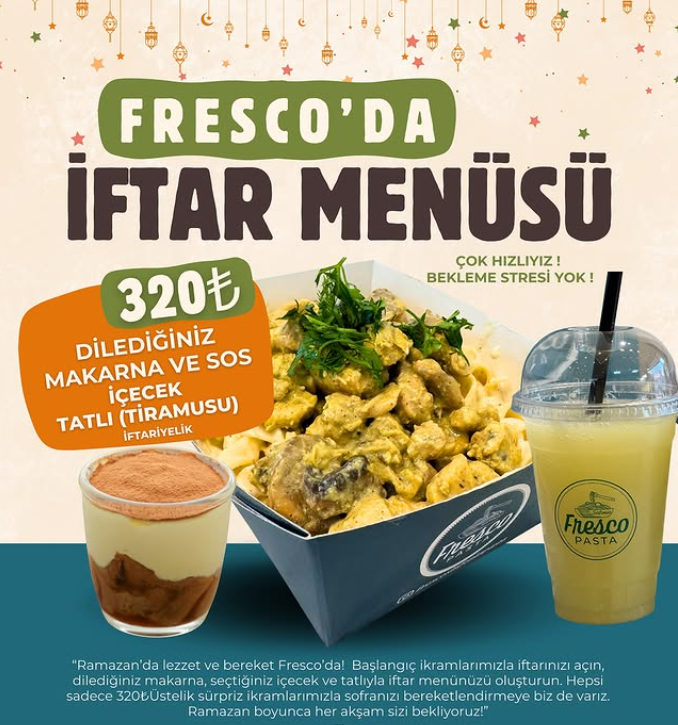 FRESCO'DA
İFTAR MENÜSÜ
ÇOK HIZLIYIZ !
BEKLEME STRESİ YOK !
320₺
DİLEDİĞİNİZ
MAKARNA VE SOS
İÇECEK
TATLI (TİRAMUSU)
İFTARİYELİK
Fresco
PASTA
Fresco
PASTA
"Ramazan'da lezzet ve bereket Fresco'da! Başlangıç ikramlarımızla iftarınızı açın,
dilediğiniz makarna, seçtiğiniz içecek ve tatlıyla iftar menünüzü oluşturun. Hepsi
sadece 320₺Üstelik sürpriz ikramlarımızla sofranızı bereketlendirmeye biz de varız.
Ramazan boyunca her akşam sizi bekliyoruz!"